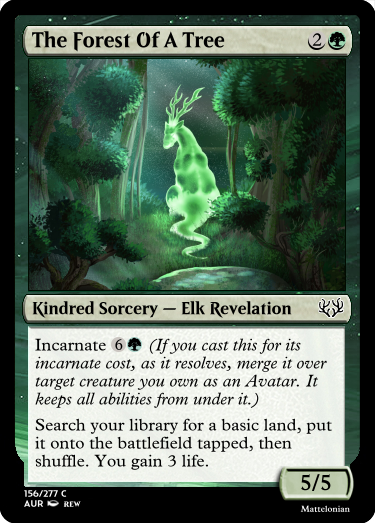 The Forest Of A Tree 2
Kindred Sorcery — Elk Revelation
Incarnate 6 (If you cast this for its
incarnate cost, as it resolves, merge it over
target creature you own as an Avatar. It
keeps all abilities from under it.)
Search your library for a basic land, put
it onto the battlefield tapped, then
shuffle. You gain 3 life.
5/5
156/277 C
AUR REW
Mattelonian